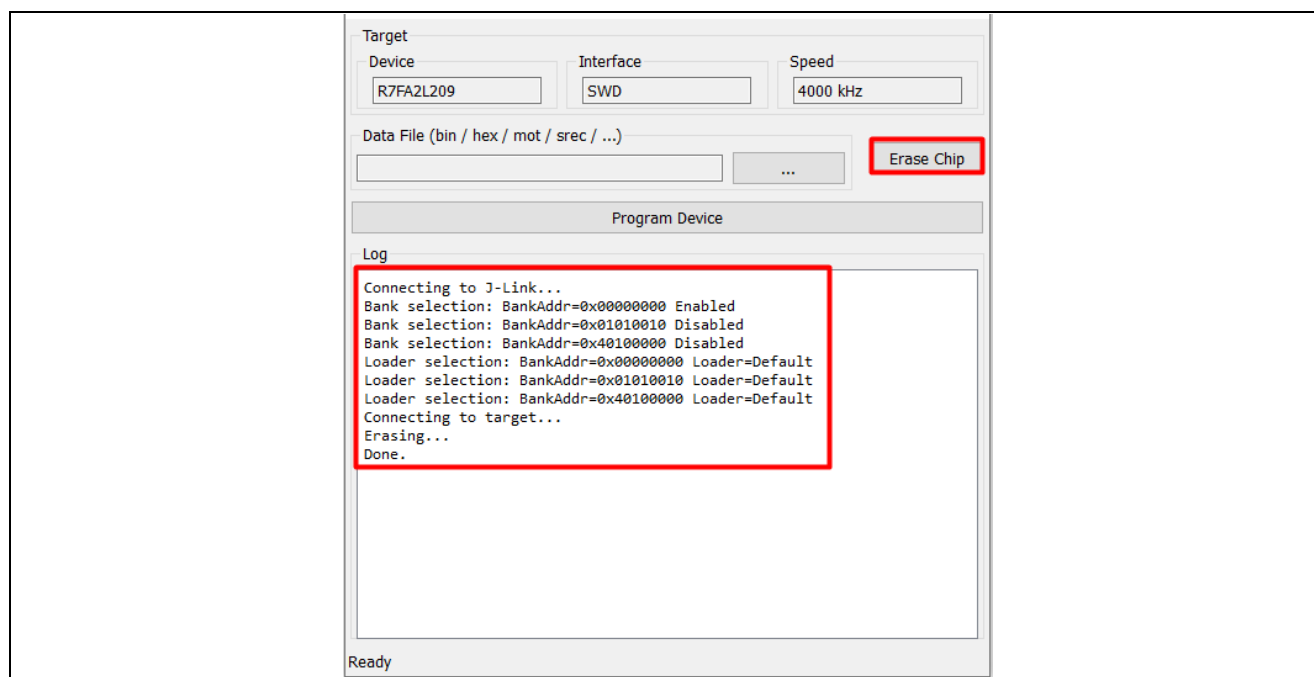 Target
Device
Interface
Speed
R7FA2L209
SWD
4000 kHz
Data File (bin / hex / mot / srec / ...)
...
Erase Chip
Program Device
Log
Connecting to J-Link...
Bank selection: BankAddr=0x00000000 Enabled
Bank selection: BankAddr=0x01010010 Disabled
Bank selection: BankAddr=0x40100000 Disabled
Loader selection: BankAddr=0x00000000 Loader=Default
Loader selection: BankAddr=0x01010010 Loader=Default
Loader selection: BankAddr=0x40100000 Loader=Default
Connecting to target...
Erasing...
Done.
Ready